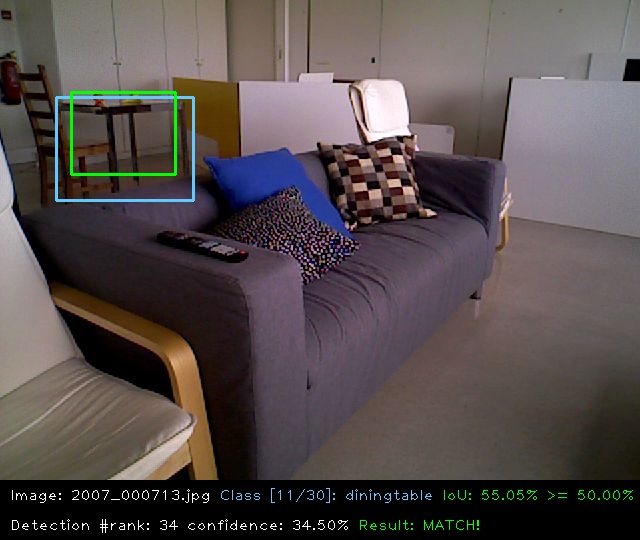 Image: 2007_000713.jpg Class [11/30]: diningtable IoU: 55.05% >= 50.00%
Detection #rank: 34 confidence: 34.50% Result: MATCH!